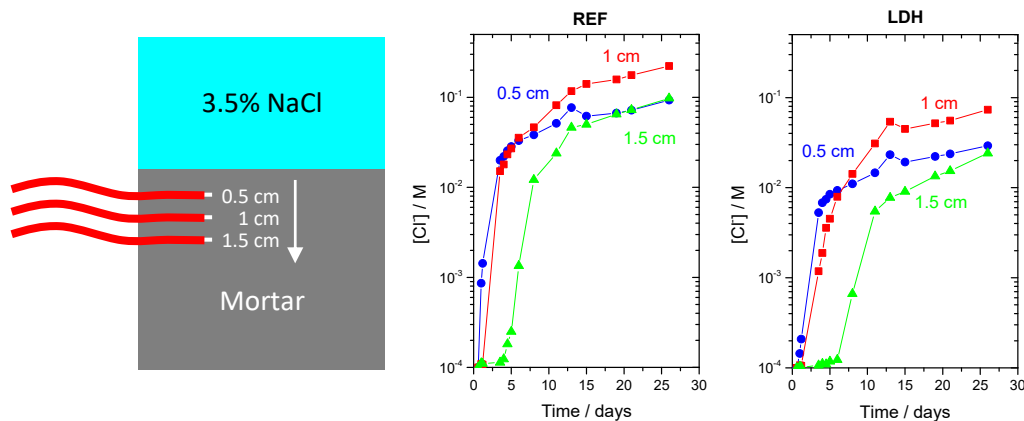 3.5% NaCl
0.5 cm
1 cm
1.5 cm
Mortar
REF
[Cl⁻] / M
10⁻¹
10⁻²
10⁻³
10⁻⁴
0 5 10 15 20 25 30
Time / days
1 cm
0.5 cm
1.5 cm
LDH
[Cl⁻] / M
10⁻¹
10⁻²
10⁻³
10⁻⁴
0 5 10 15 20 25 30
Time / days
1 cm
0.5 cm
1.5 cm